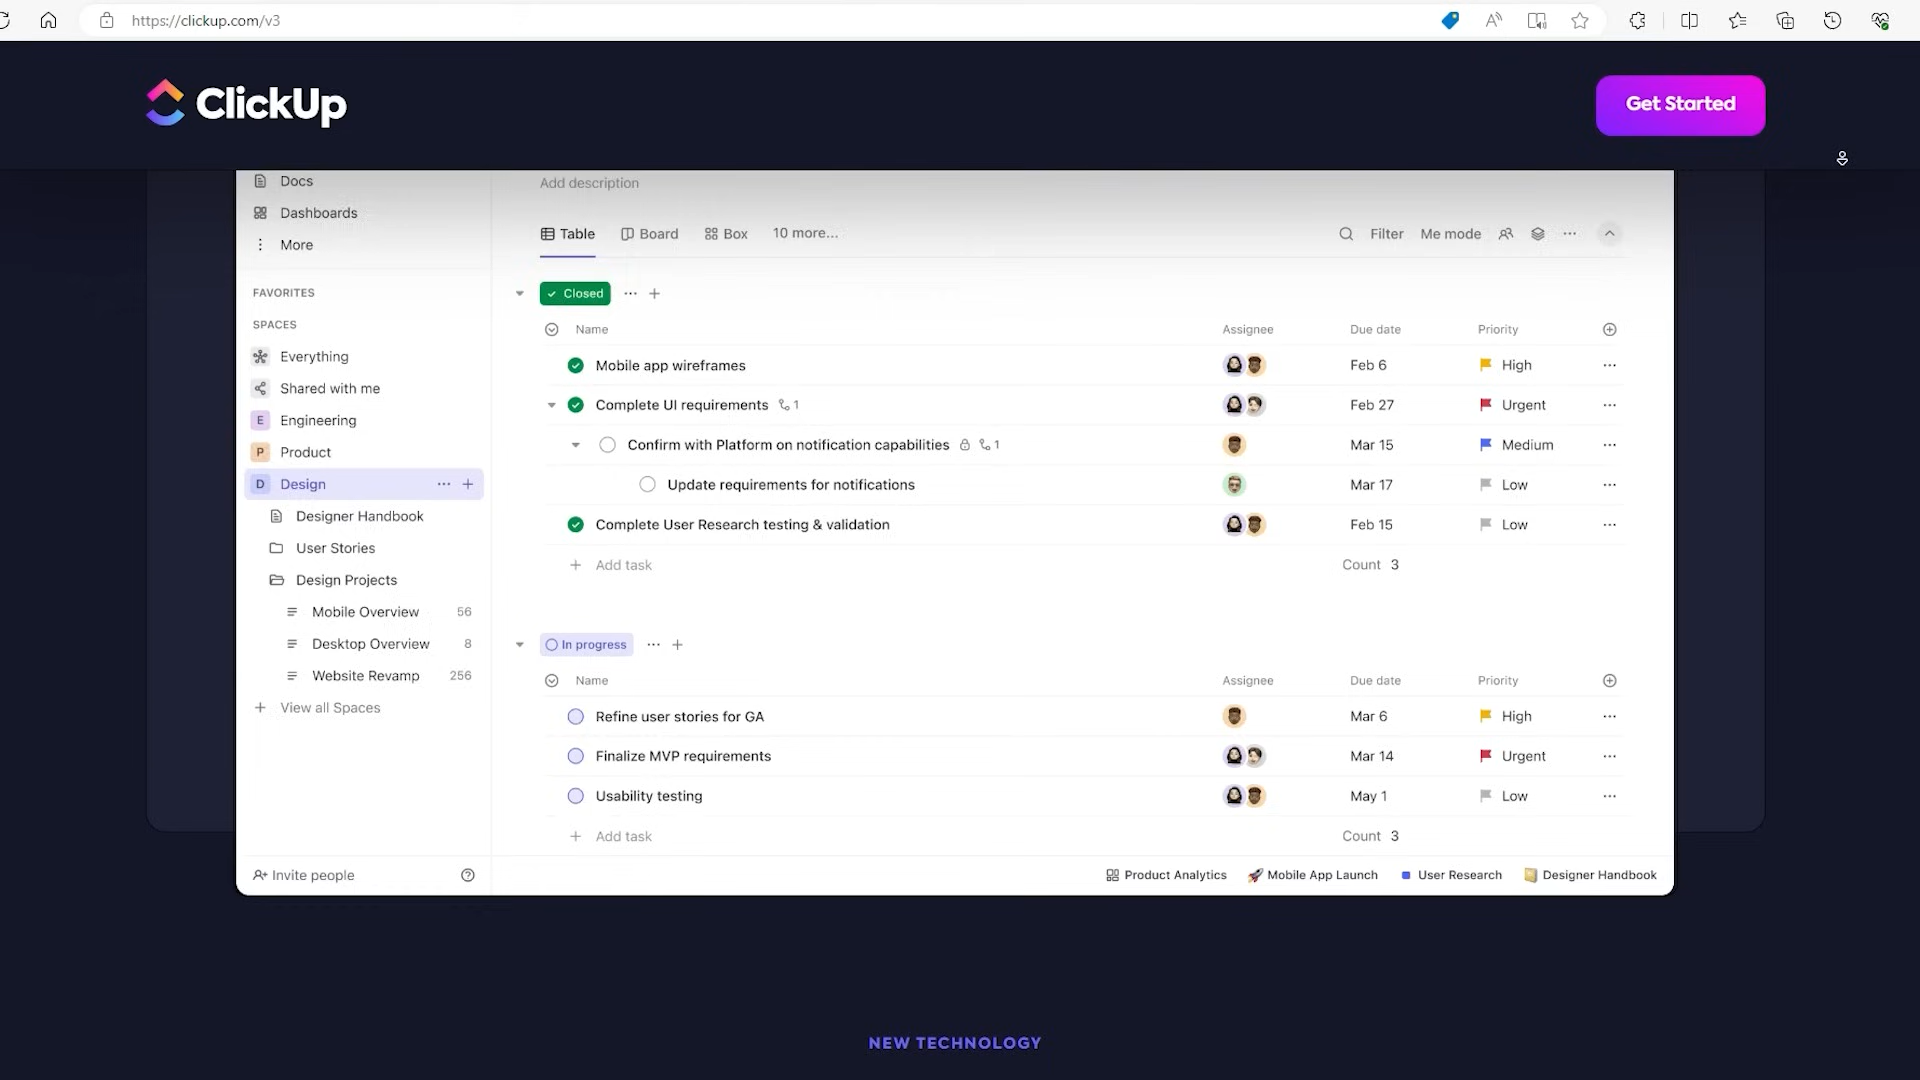 https://clickup.com/v3
ClickUp
Get Started
Docs
Dashboards
More
FAVORITES
SPACES
Everything
Shared with me
E Engineering
P Product
D Design
Designer Handbook
User Stories
Design Projects
Mobile Overview 56
Desktop Overview 8
Website Revamp 256
View all Spaces
Invite people
Add description
Table Board Box 10 more... Filter Me mode
Closed
Name Assignee Due date Priority
Mobile app wireframes Feb 6 High
Complete UI requirements 1 Feb 27 Urgent
Confirm with Platform on notification capabilities 1 Mar 15 Medium
Update requirements for notifications Mar 17 Low
Complete User Research testing & validation Feb 15 Low
Add task Count 3
In progress
Name Assignee Due date Priority
Refine user stories for GA Mar 6 High
Finalize MVP requirements Mar 14 Urgent
Usability testing May 1 Low
Add task Count 3
Product Analytics Mobile App Launch User Research Designer Handbook
NEW TECHNOLOGY